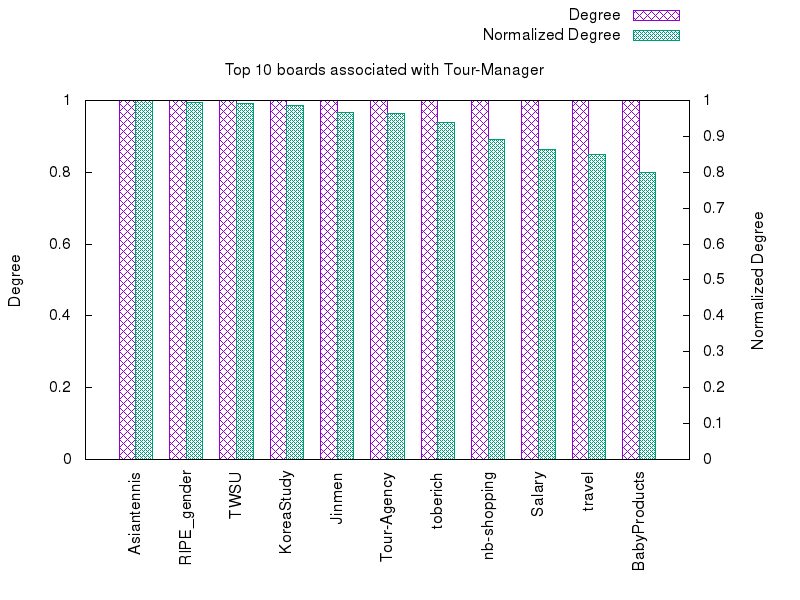 Degree
Normalized Degree
Top 10 boards associated with Tour-Manager
1
0.8
0.6
0.4
0.2
0
Degree
1
0.9
0.8
0.7
0.6
0.5
0.4
0.3
0.2
0.1
0
Normalized Degree
Asiantennis
RIPE_gender
TWSU
KoreaStudy
Jinmen
Tour-Agency
toberich
nb-shopping
Salary
travel
BabyProducts